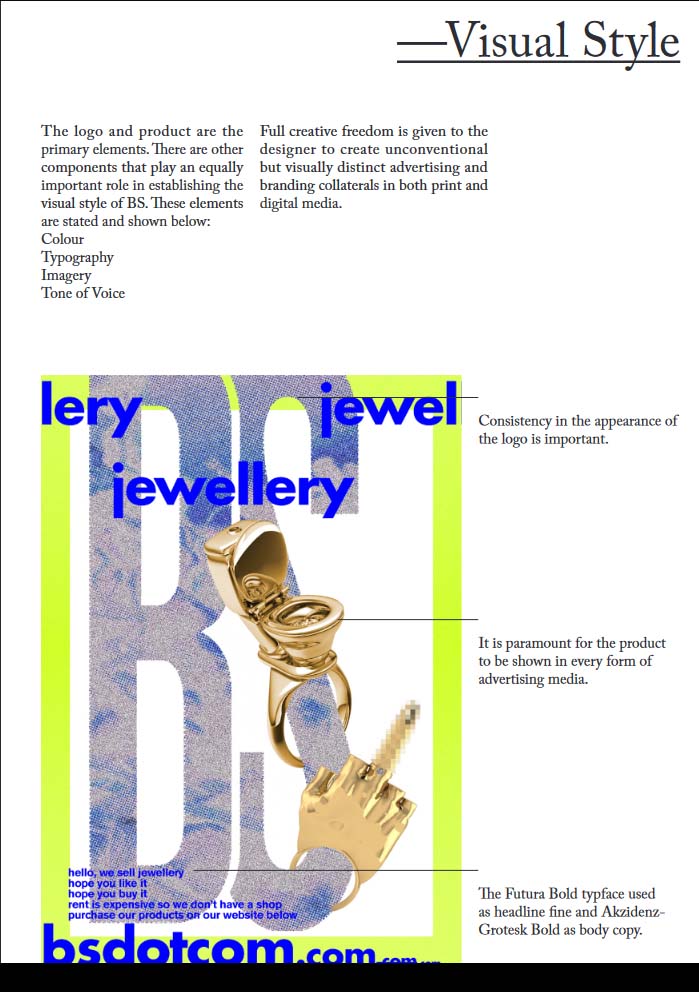 —Visual Style
The logo and product are the
primary elements. There are other
components that play an equally
important role in establishing the
visual style of BS. These elements
are stated and shown below:
Colour
Typography
Imagery
Tone of Voice
Full creative freedom is given to the
designer to create unconventional
but visually distinct advertising and
branding collaterals in both print and
digital media.
BS
lery jewel
jewellery
hello, we sell jewellery
hope you like it
hope you buy it
rent is expensive so we don't have a shop
purchase our products on our website below
bsdotcom.com.com
Consistency in the appearance of
the logo is important.
It is paramount for the product
to be shown in every form of
advertising media.
The Futura Bold typface used
as headline fine and Akzidenz-
Grotesk Bold as body copy.